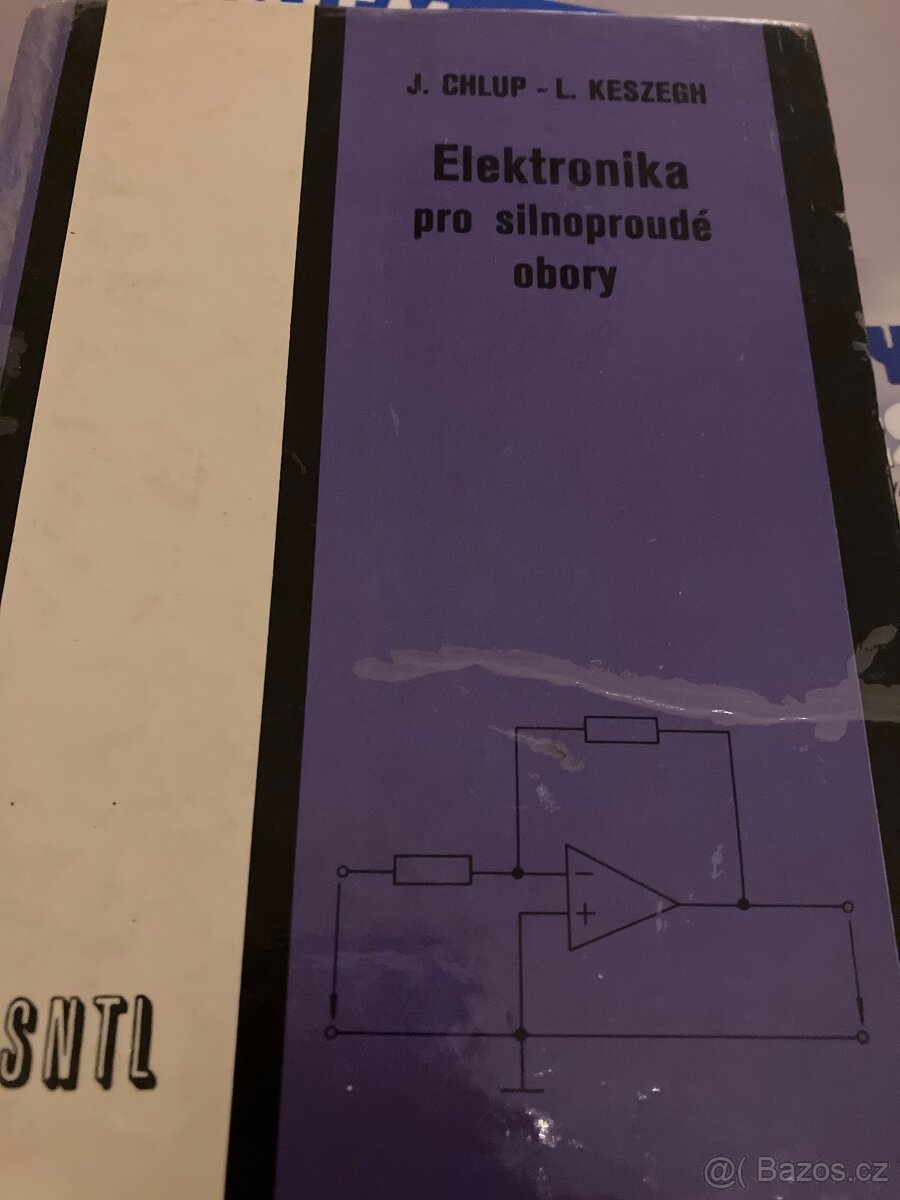 J. CHLUP - L. KESZEGH
Elektronika
pro silnoproudé
obory
−
+
SNTL
@( Bazos.cz